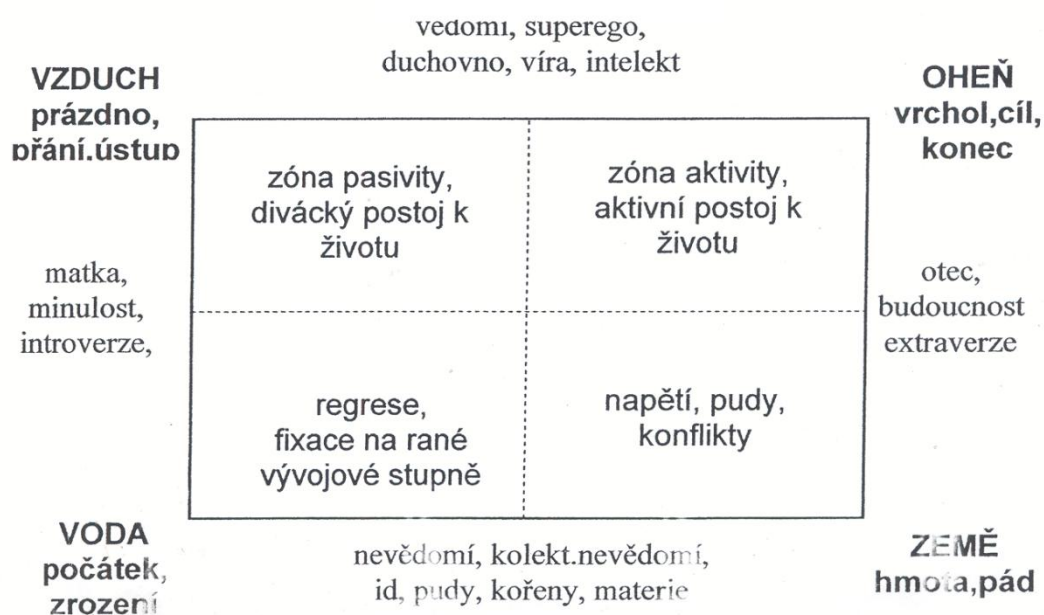 vědomí, superego,
duchovno, víra, intelekt
VZDUCH
prázdno,
přání.ústup
OHEŇ
vrchol,cíl,
konec
zóna pasivity,
divácký postoj k
životu
zóna aktivity,
aktivní postoj k
životu
matka,
minulost,
introverze,
otec,
budoucnost
extraverze
regrese,
fixace na rané
vývojové stupně
napětí, pudy,
konflikty
VODA
počátek,
zrození
nevědomí, kolekt.nevědomí,
id, pudy, kořeny, materie
ZEMĚ
hmota,pád